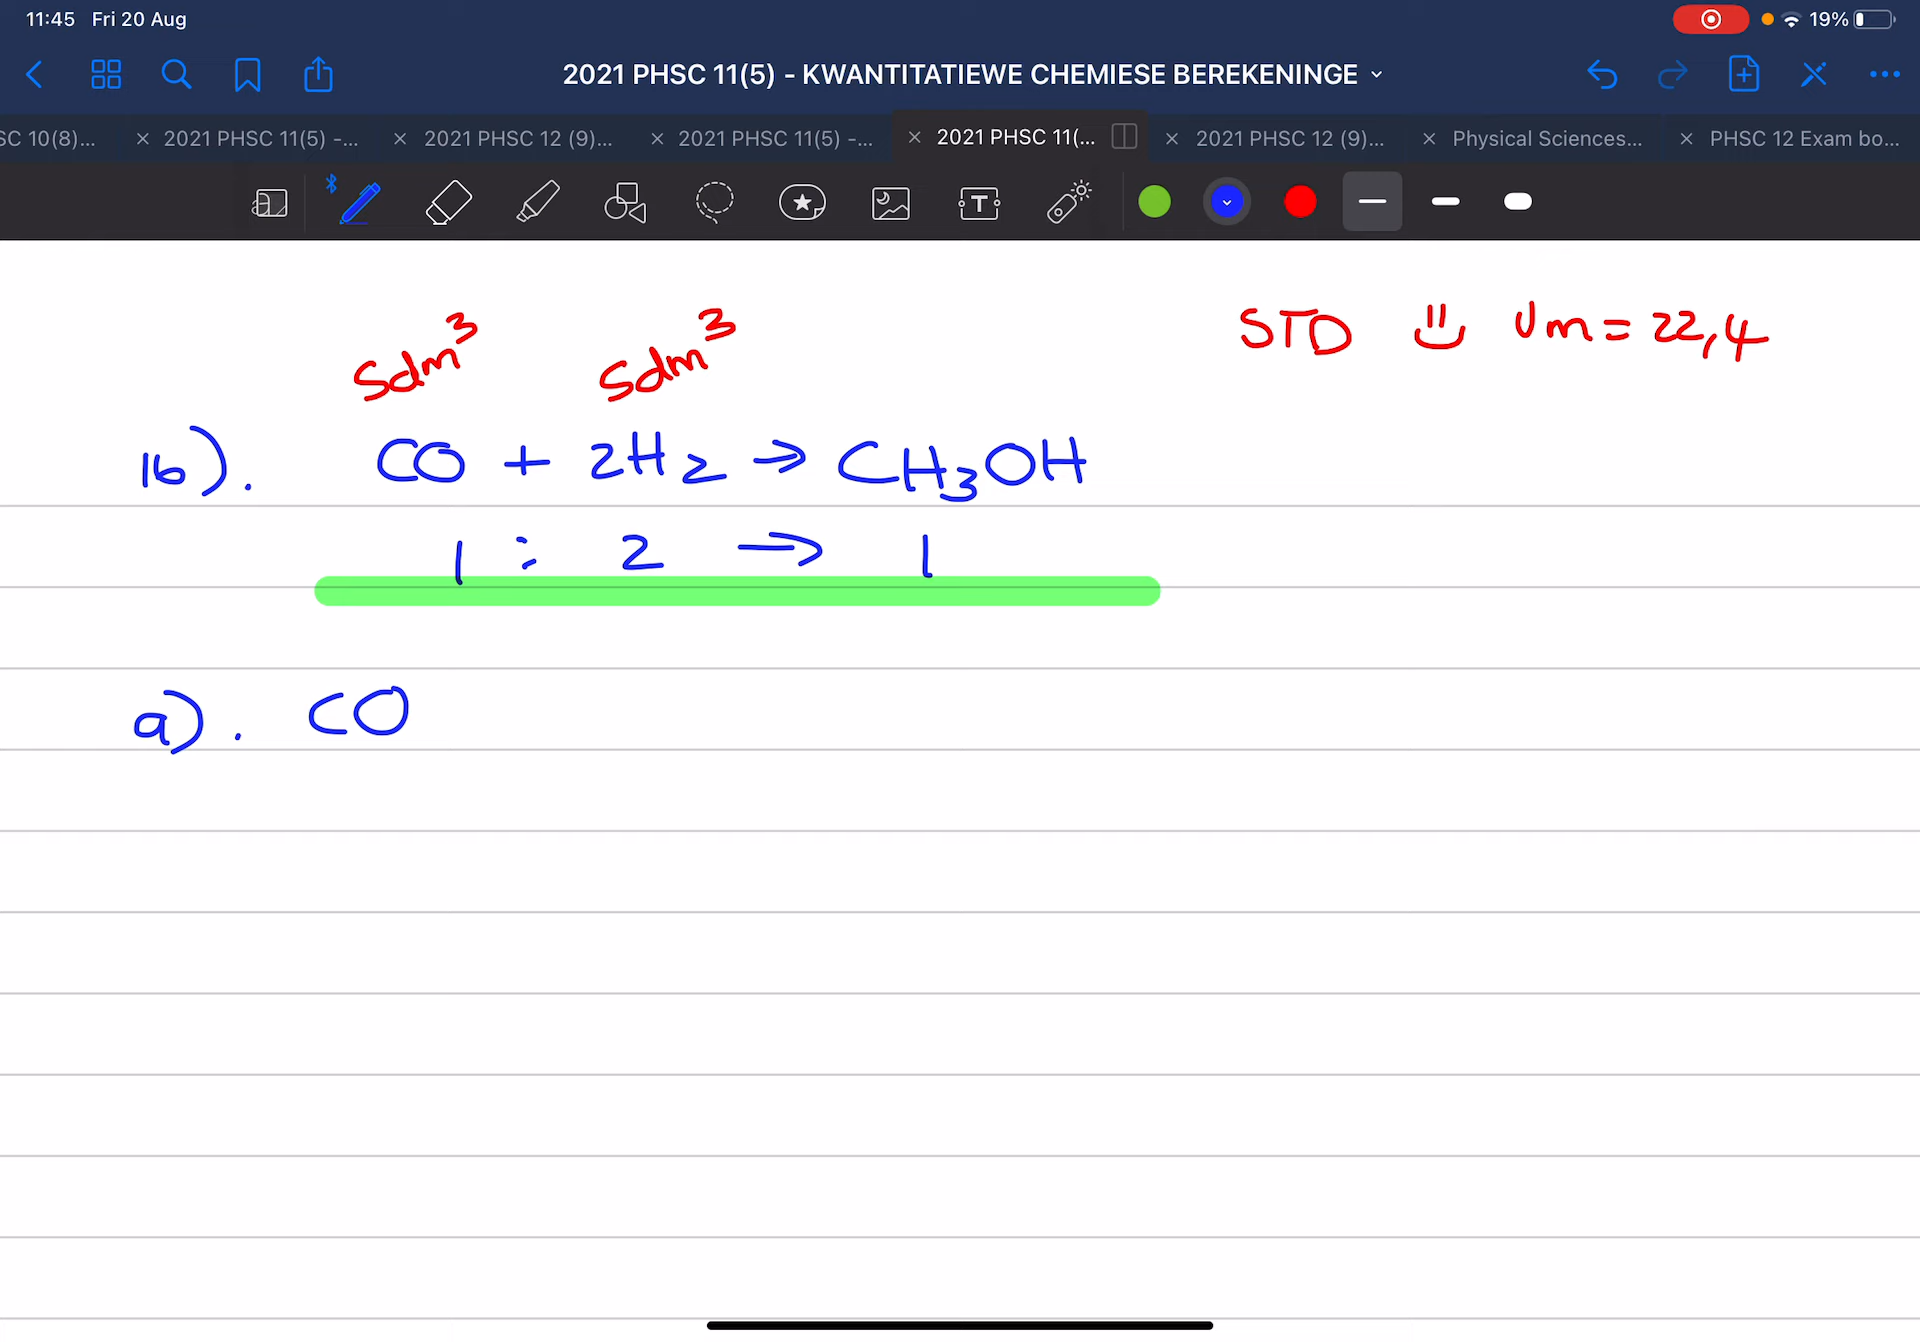 11:45 Fri 20 Aug 19%
2021 PHSC 11(5) - KWANTITATIEWE CHEMIESE BEREKENINGE
SC 10(8)... × 2021 PHSC 11(5) -... × 2021 PHSC 12 (9)... × 2021 PHSC 11(5) -... × 2021 PHSC 11(... × 2021 PHSC 12 (9)... × Physical Sciences... × PHSC 12 Exam bo...
5dm³ 5dm³ STD Vm = 22,4
16). CO + 2H₂ → CH₃OH
1 : 2 → 1
a). CO